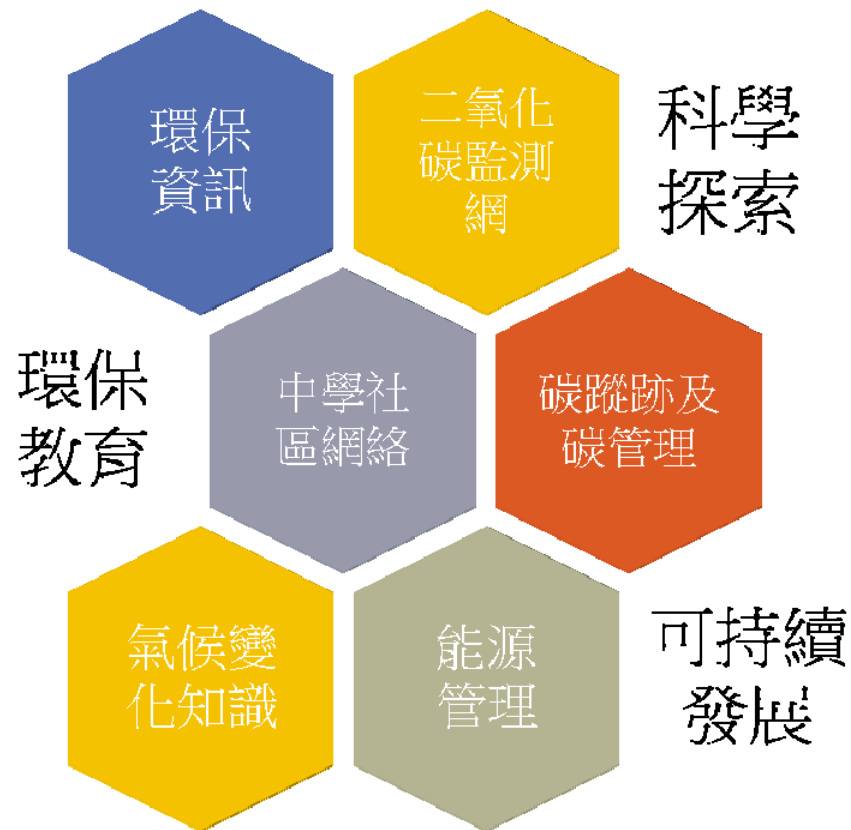 環保
資訊
二氧化
碳監測
網
科學
探索
環保
教育
中學社
區網絡
碳蹤跡及
碳管理
氣候變
化知識
能源
管理
可持續
發展